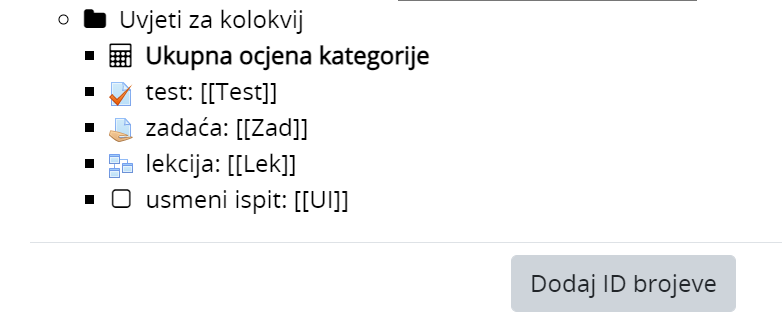 Uvjeti za kolokvij
Ukupna ocjena kategorije
test: [[Test]]
zadaća: [[Zad]]
lekcija: [[Lek]]
usmeni ispit: [[UI]]
Dodaj ID brojeve